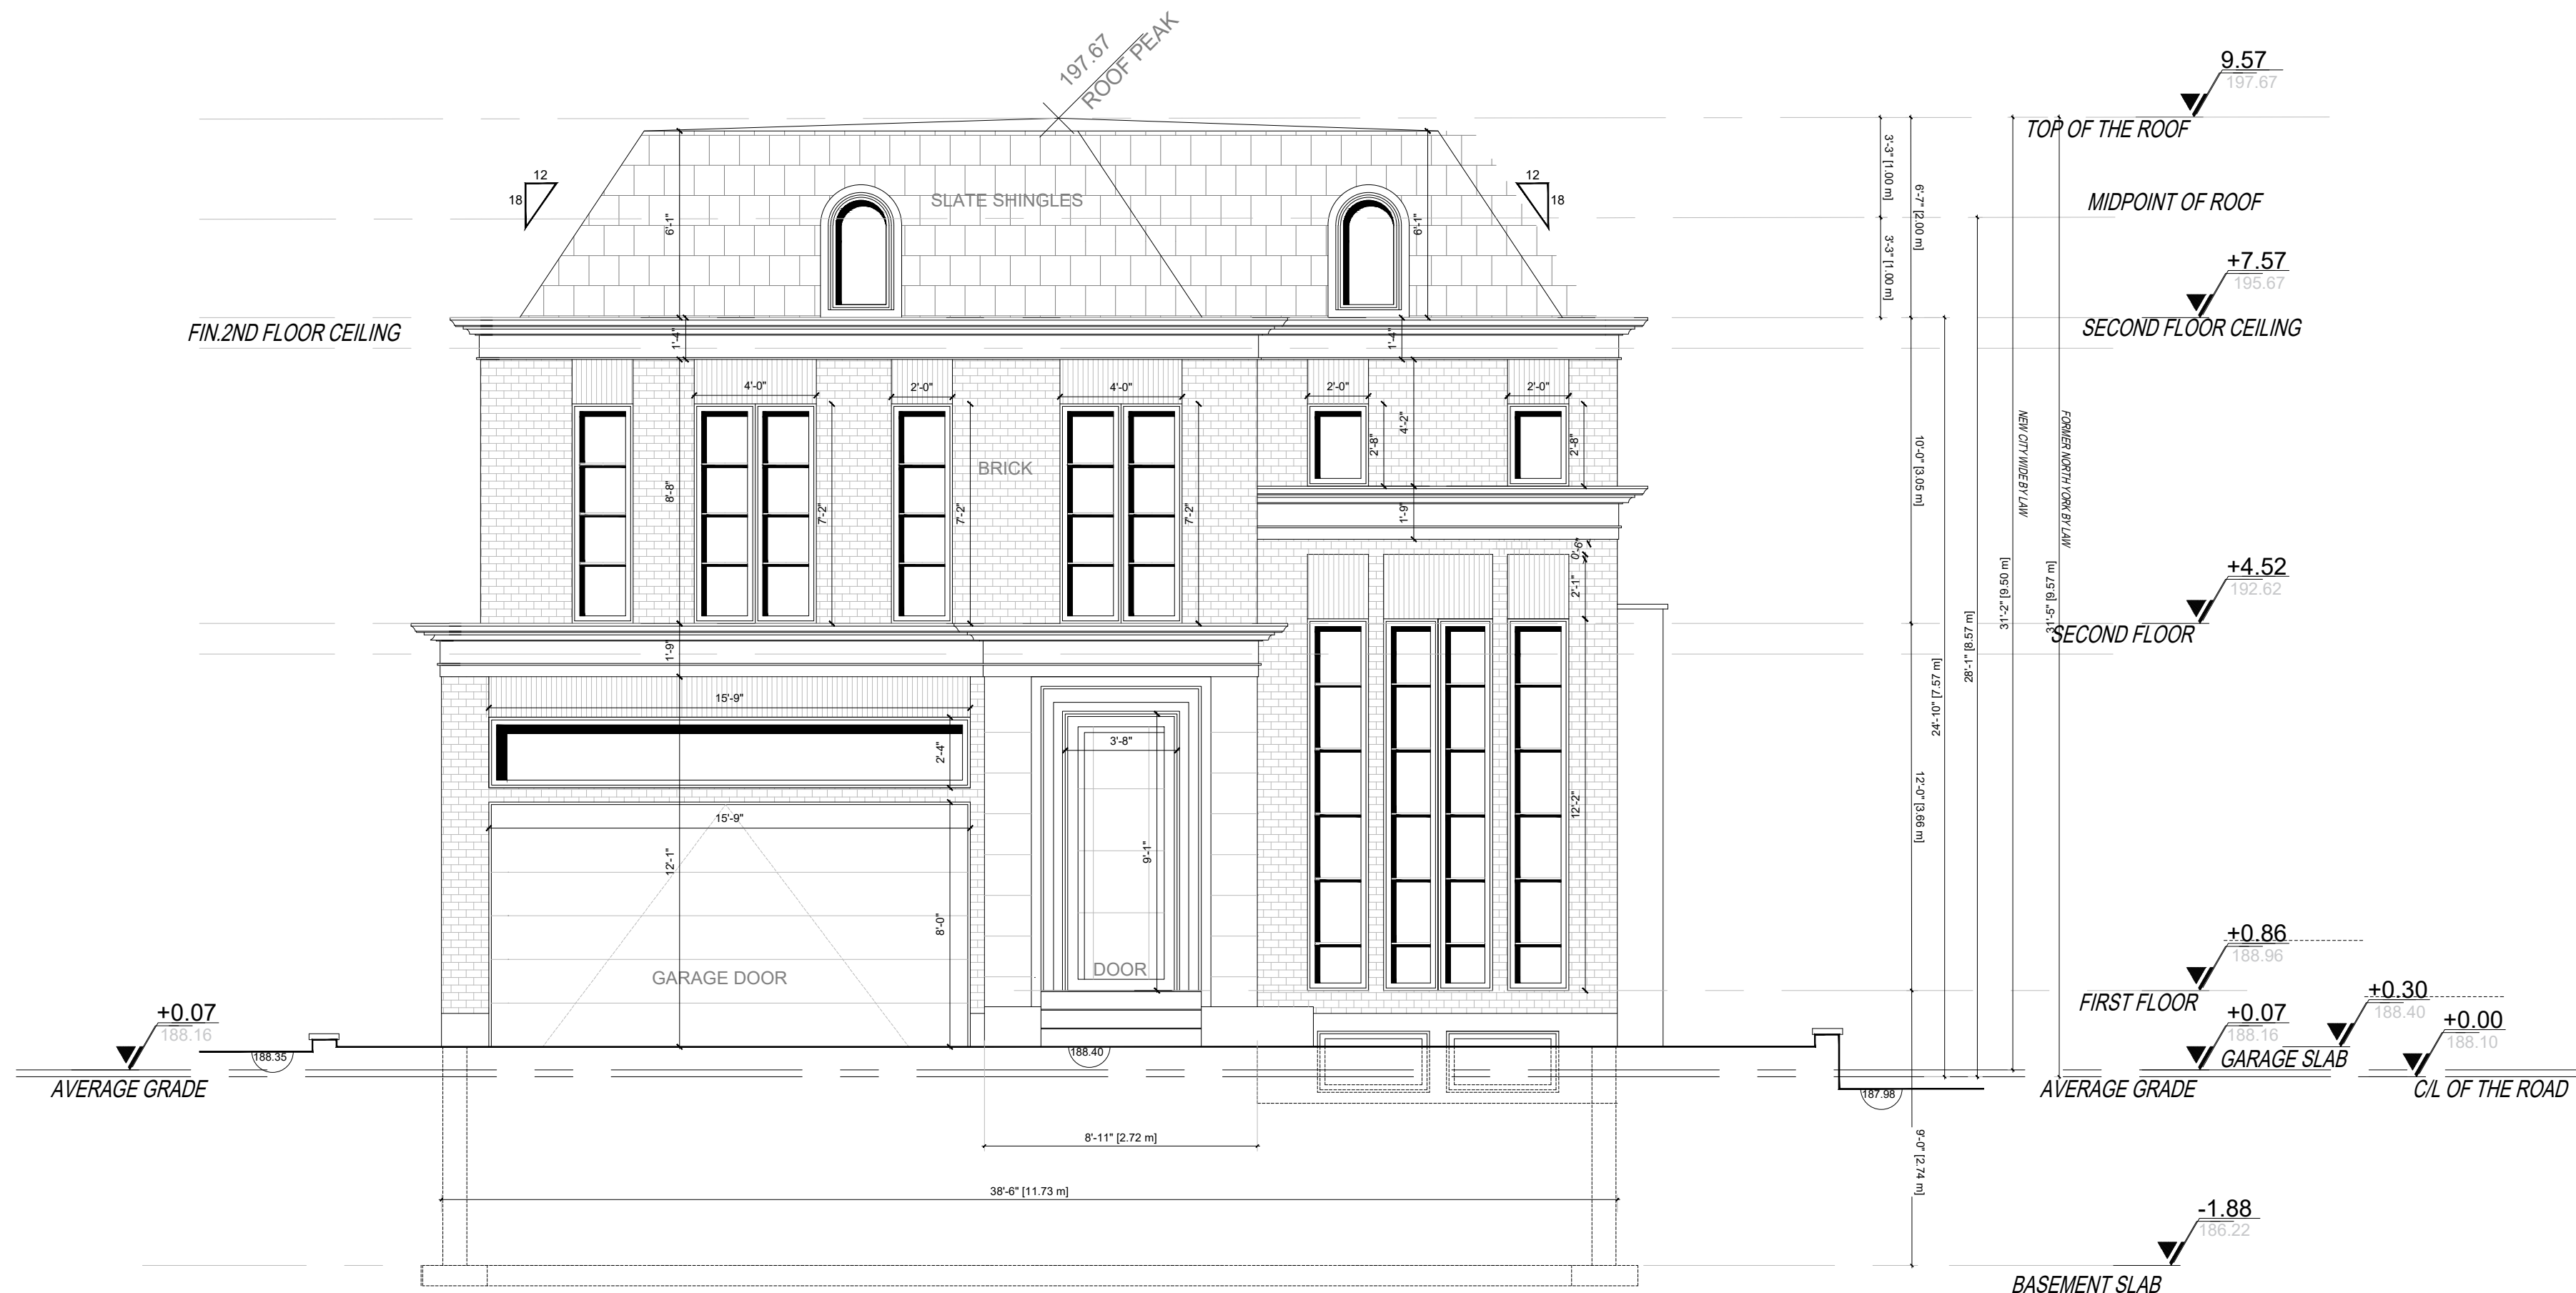 197.67
ROOF PEAK
9.57
197.67
TOP OF THE ROOF
12
18
SLATE SHINGLES
12
18
6'-1"
6'-1"
3'-3" [1.00 m]
6'-7" [2.00 m]
MIDPOINT OF ROOF
3'-3" [1.00 m]
+7.57
195.67
SECOND FLOOR CEILING
FIN.2ND FLOOR CEILING
1'-4"
1'-4"
4'-0"
2'-0"
4'-0"
2'-0"
2'-0"
4'-2"
2'-8"
2'-8"
BRICK
8'-8"
7'-2"
7'-2"
7'-2"
1'-9"
0'-6"
2'-1"
10'-0" [3.05 m]
NEW CITY WIDE BY LAW
FORMER NORTH YORK BY LAW
31'-2" [9.50 m]
31'-5" [9.57 m]
28'-1" [8.57 m]
24'-10" [7.57 m]
+4.52
192.62
SECOND FLOOR
1'-9"
15'-9"
2'-4"
3'-8"
15'-9"
12'-1"
9'-1"
12'-2"
12'-0" [3.66 m]
8'-0"
GARAGE DOOR
DOOR
+0.86
188.96
FIRST FLOOR
+0.30
188.40
GARAGE SLAB
+0.07
188.16
AVERAGE GRADE
+0.00
188.10
C/L OF THE ROAD
+0.07
188.16
AVERAGE GRADE
188.35
188.40
187.98
8'-11" [2.72 m]
9'-0" [2.74 m]
38'-6" [11.73 m]
-1.88
186.22
BASEMENT SLAB